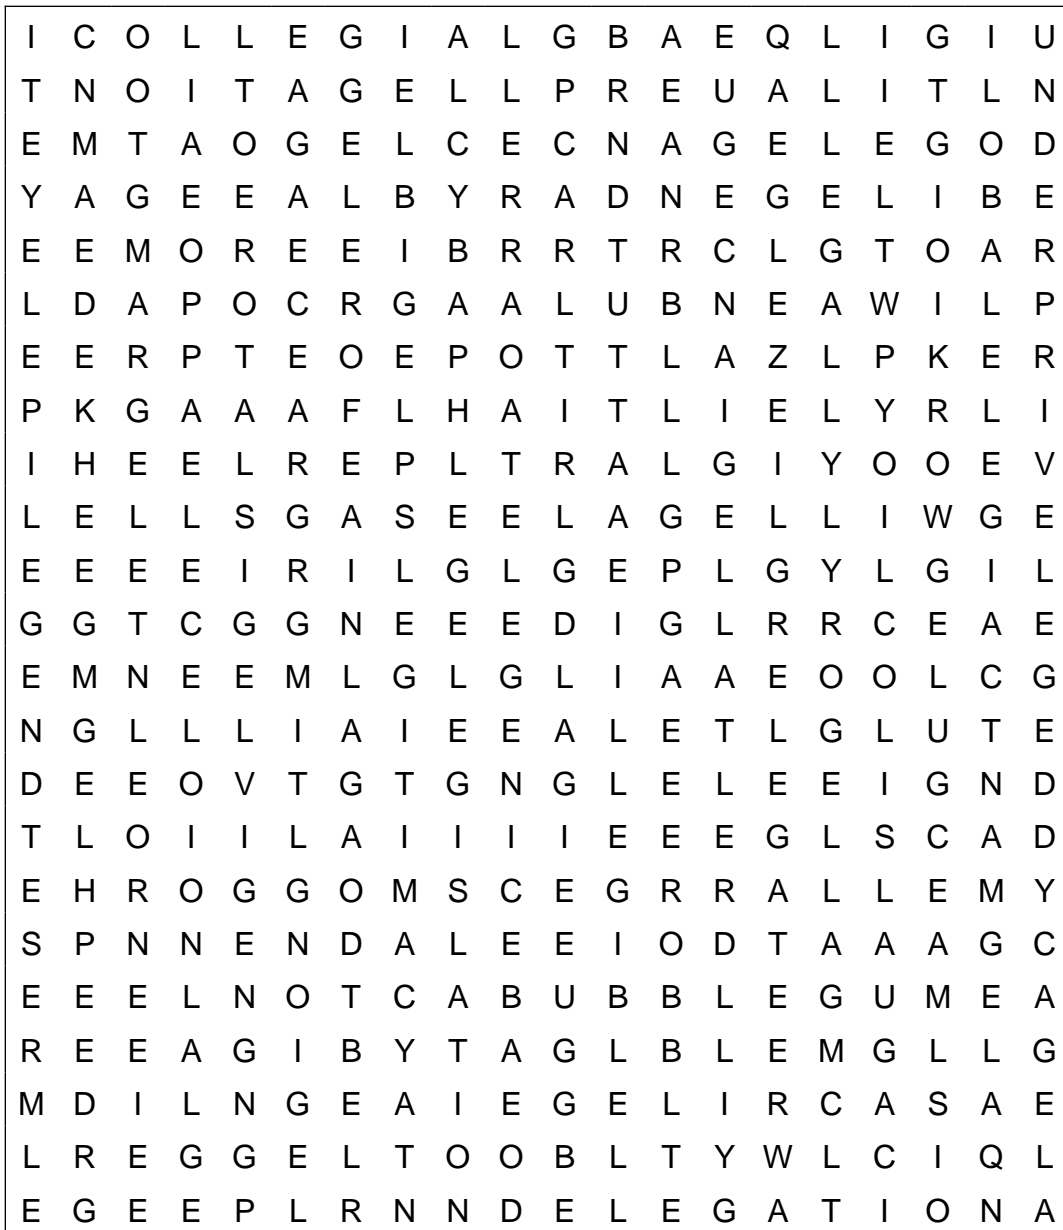 I C O L L E G I A L G B A E Q L I G I U
T N O I T A G E L L P R E U A L I T L N
E M T A O G E L C E C N A G E L E G O D
Y A G E E A L B Y R A D N E G E L I B E
E E M O R E E I B R R T R C L G T O A R
L D A P O C R G A A L U B N E A W I L P
E E R P T E O E P O T T L A Z L P K E R
P K G A A A F L H A I T L I E L Y R L I
I H E E L R E P L T R A L G I Y O O E V
L E L L S G A S E E L A G E L L I W G E
E E E E I R I L G L G E P L G Y L G I L
G G T C G G N E E E D I G L R R C E A E
E M N E E M L G L G L I A A E O O L C G
N G L L L I A I E E A L E T L G L U T E
D E E O V T G T G N G L E L E E I G N D
T L O I I L A I I I I E E E G L S C A D
E H R O G G O M S C E G R R A L L E M Y
S P N N E N D A L E E I O D T A A A G C
E E E L N O T C A B U B B L E G U M E A
R E E A G I B Y T A G L B L E M G L L G
M D I L N G E A I E G E L I R C A S A E
L R E G G E L T O O B L T Y W L C I Q L
E G E E P L R N N D E L E G A T I O N A